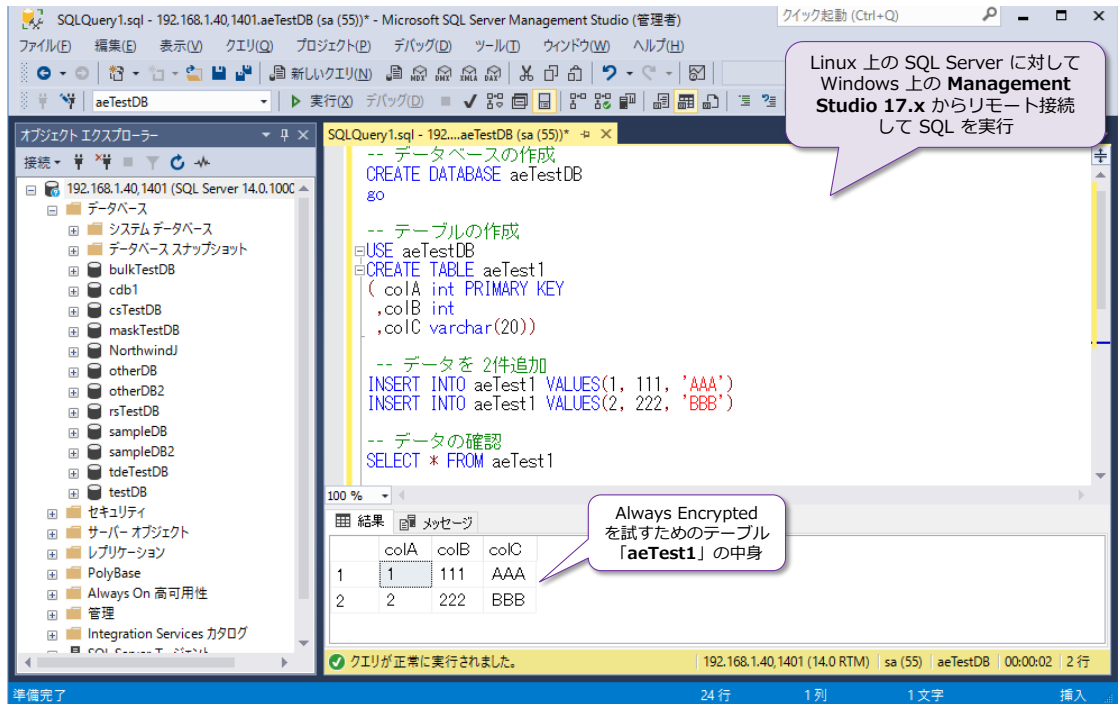 SQLQuery1.sql - 192.168.1.40,1401.aeTestDB (sa (55))* - Microsoft SQL Server Management Studio (管理者)
クイック起動 (Ctrl+Q)
ファイル(F) 編集(E) 表示(V) クエリ(Q) プロジェクト(P) デバッグ(D) ツール(T) ウィンドウ(W) ヘルプ(H)
新しいクエリ(N)
MDX DMX XMLA DAX
aeTestDB
実行(X) デバッグ(D)
Linux 上の SQL Server に対して
Windows 上の Management
Studio 17.x からリモート接続
して SQL を実行
オブジェクト エクスプローラー
接続
192.168.1.40,1401 (SQL Server 14.0.1000
データベース
システム データベース
データベース スナップショット
bulkTestDB
cdb1
csTestDB
maskTestDB
NorthwindJ
otherDB
otherDB2
rsTestDB
sampleDB
sampleDB2
tdeTestDB
testDB
セキュリティ
サーバー オブジェクト
レプリケーション
PolyBase
Always On 高可用性
管理
Integration Services カタログ
SQL Server エージェント
SQLQuery1.sql - 192....aeTestDB (sa (55))*
-- データベースの作成
CREATE DATABASE aeTestDB
go
-- テーブルの作成
USE aeTestDB
CREATE TABLE aeTest1
( colA int PRIMARY KEY
,colB int
,colC varchar(20))
-- データを 2件追加
INSERT INTO aeTest1 VALUES(1, 111, 'AAA')
INSERT INTO aeTest1 VALUES(2, 222, 'BBB')
-- データの確認
SELECT * FROM aeTest1
100 %
結果 メッセージ
colA colB colC
1 1 111 AAA
2 2 222 BBB
Always Encrypted
を試すためのテーブル
「aeTest1」の中身
クエリが正常に実行されました。
192.168.1.40,1401 (14.0 RTM) sa (55) aeTestDB 00:00:02 2 行
準備完了 24 行 1 列 1 文字 挿入